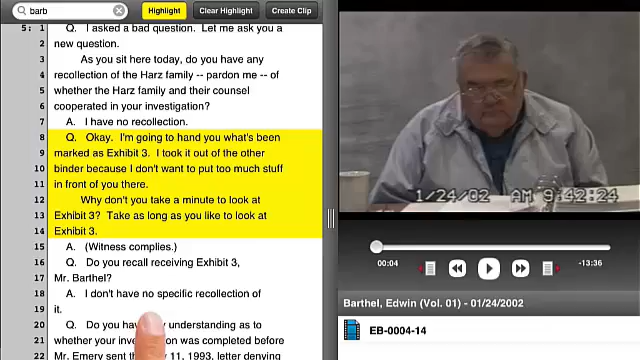 barb
Highlight
Clear Highlight
Create Clip
5: 1 Q. I asked a bad question. Let me ask you a
2 new question.
3 As you sit here today, do you have any
4 recollection of the Harz family -- pardon me -- of
5 whether the Harz family and their counsel
6 cooperated in your investigation?
7 A. I have no recollection.
8 Q. Okay. I'm going to hand you what's been
9 marked as Exhibit 3. I took it out of the other
10 binder because I don't want to put too much stuff
11 in front of you there.
12 Why don't you take a minute to look at
13 Exhibit 3? Take as long as you like to look at
14 Exhibit 3.
15 A. (Witness complies.)
16 Q. Do you recall receiving Exhibit 3,
17 Mr. Barthel?
18 A. I don't have no specific recollection of
19 it.
20 Q. Do you understanding as to
21 whether your investigation was completed before
22 Mr. Emery sent 11, 1993, letter denying
1/24/02 AM 9:42:24
00:04
-13:36
Barthel, Edwin (Vol. 01) - 01/24/2002
EB-0004-14